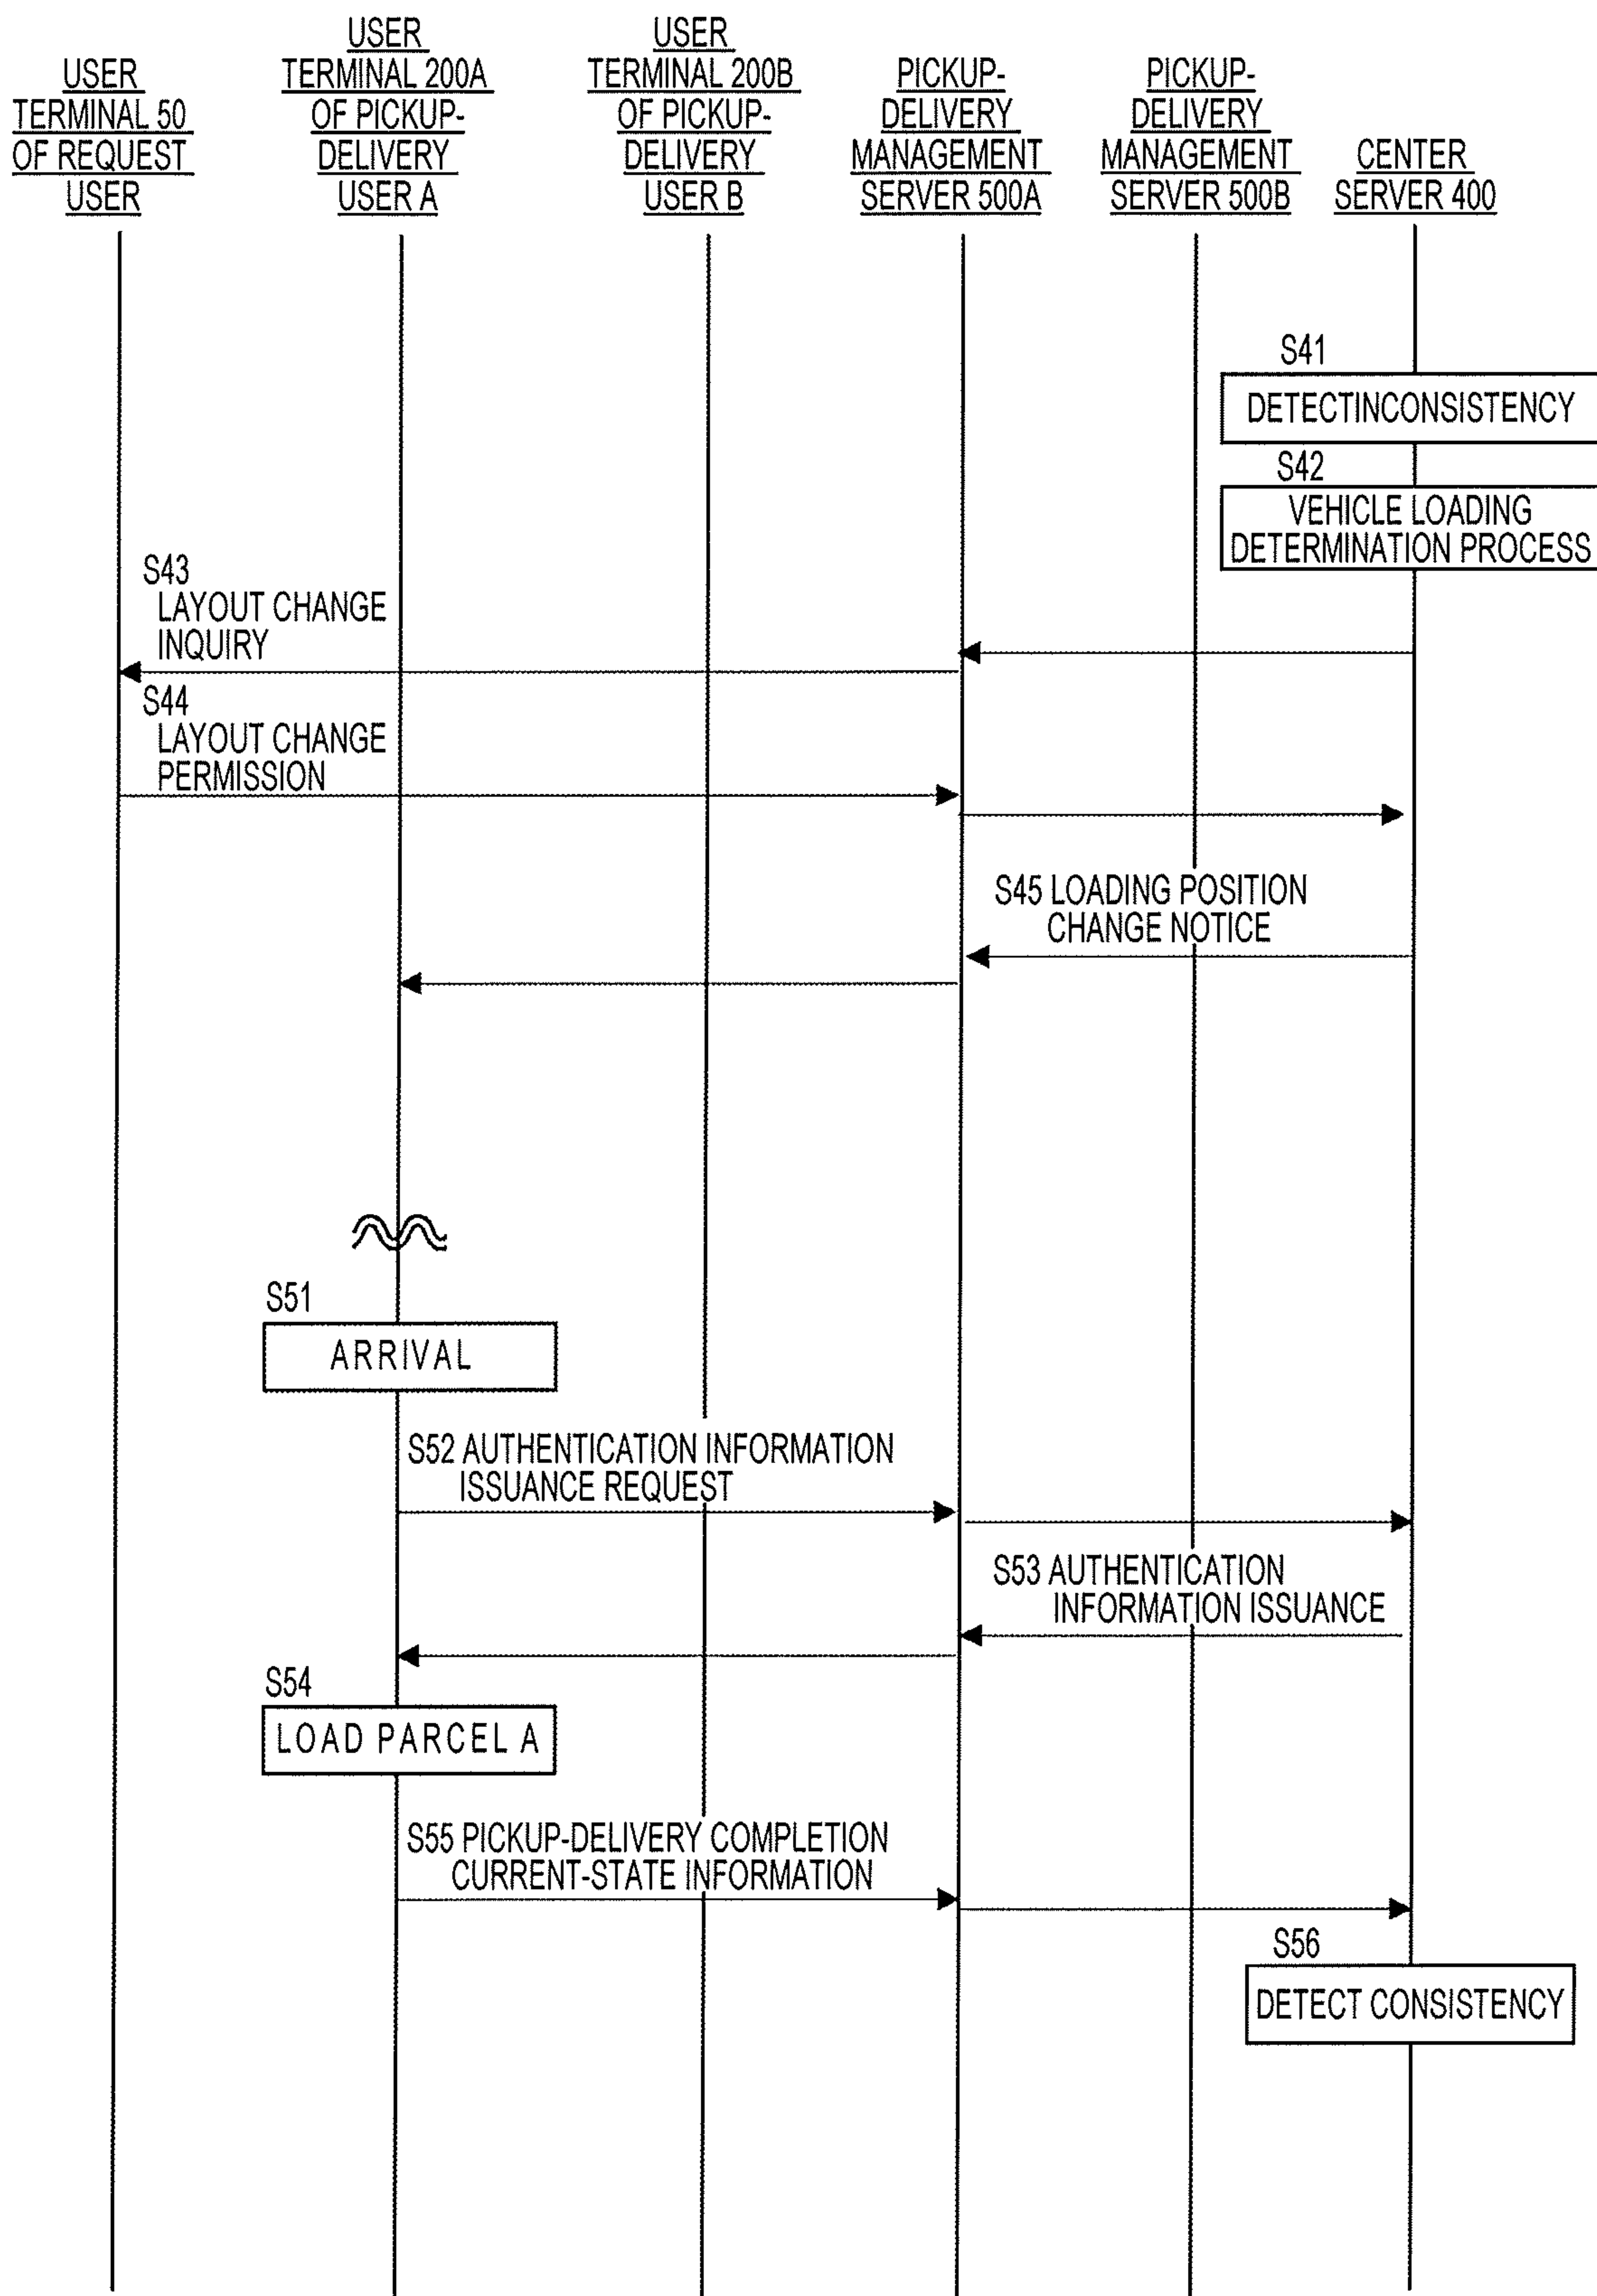 USER
TERMINAL 50
OF REQUEST
USER
USER
TERMINAL 200A
OF PICKUP-
DELIVERY
USER A
USER
TERMINAL 200B
OF PICKUP-
DELIVERY
USER B
PICKUP-
DELIVERY
MANAGEMENT
SERVER 500A
PICKUP-
DELIVERY
MANAGEMENT
SERVER 500B
CENTER
SERVER 400
S41
DETECTINCONSISTENCY
S42
VEHICLE LOADING
DETERMINATION PROCESS
S43
LAYOUT CHANGE
INQUIRY
S44
LAYOUT CHANGE
PERMISSION
S45 LOADING POSITION
CHANGE NOTICE
S51
ARRIVAL
S52 AUTHENTICATION INFORMATION
ISSUANCE REQUEST
S53 AUTHENTICATION
INFORMATION ISSUANCE
S54
LOAD PARCEL A
S55 PICKUP-DELIVERY COMPLETION
CURRENT-STATE INFORMATION
S56
DETECT CONSISTENCY